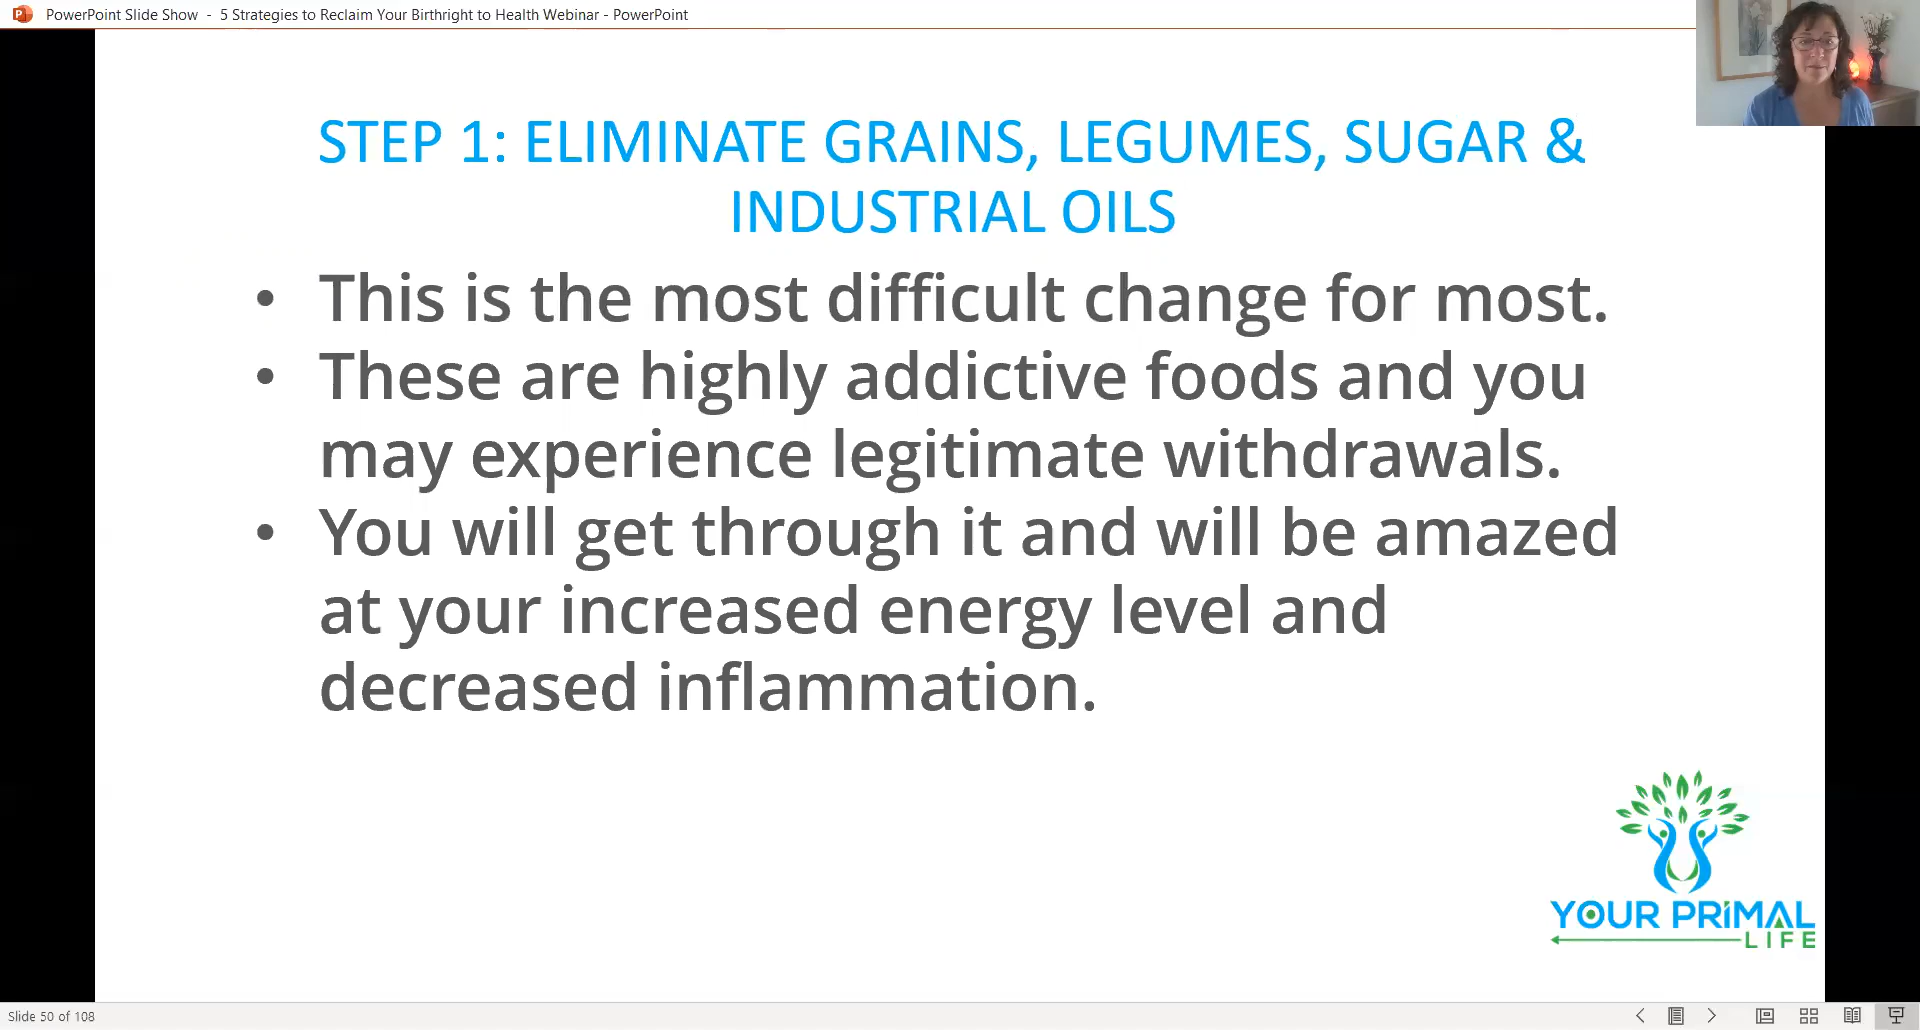 PowerPoint Slide Show - 5 Strategies to Reclaim Your Birthright to Health Webinar - PowerPoint
STEP 1: ELIMINATE GRAINS, LEGUMES, SUGAR &
INDUSTRIAL OILS
• This is the most difficult change for most.
• These are highly addictive foods and you
may experience legitimate withdrawals.
• You will get through it and will be amazed
at your increased energy level and
decreased inflammation.
YOUR PRiMAL
LIFE
Slide 50 of 108